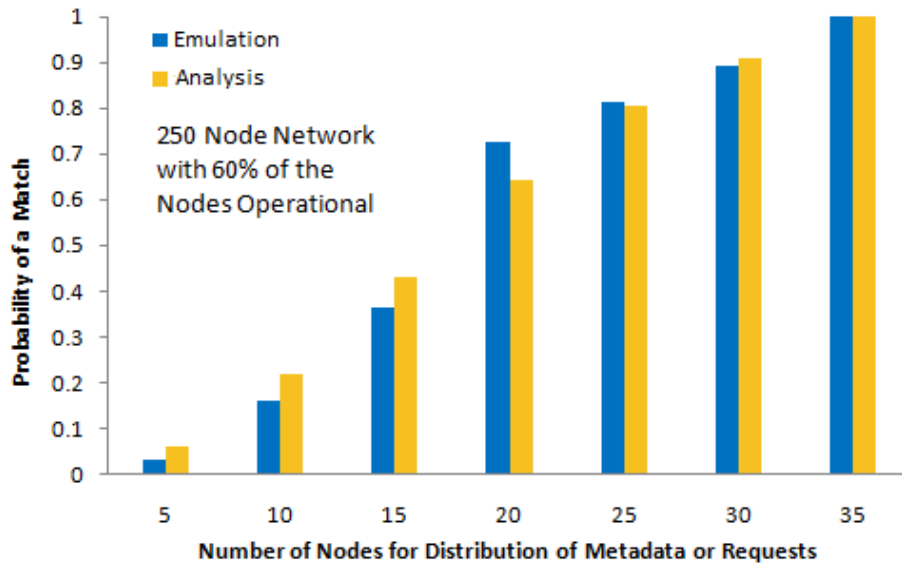 1
0.9
0.8
0.7
0.6
0.5
0.4
0.3
0.2
0.1
0
Probability of a Match
Emulation
Analysis
250 Node Network
with 60% of the
Nodes Operational
5 10 15 20 25 30 35
Number of Nodes for Distribution of Metadata or Requests